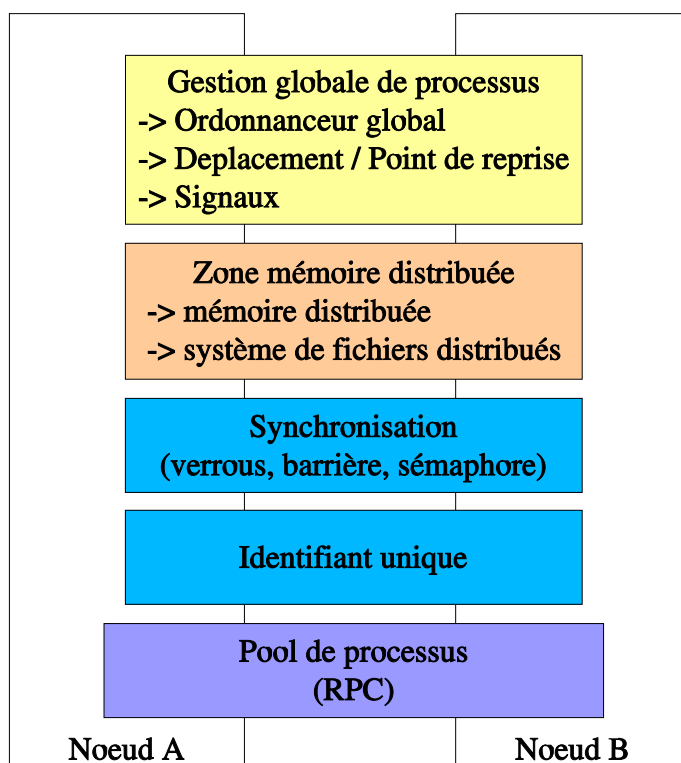 Gestion globale de processus
-> Ordonnanceur global
-> Deplacement / Point de reprise
-> Signaux
Zone mémoire distribuée
-> mémoire distribuée
-> système de fichiers distribués
Synchronisation
(verrous, barrière, sémaphore)
Identifiant unique
Pool de processus
(RPC)
Noeud A
Noeud B